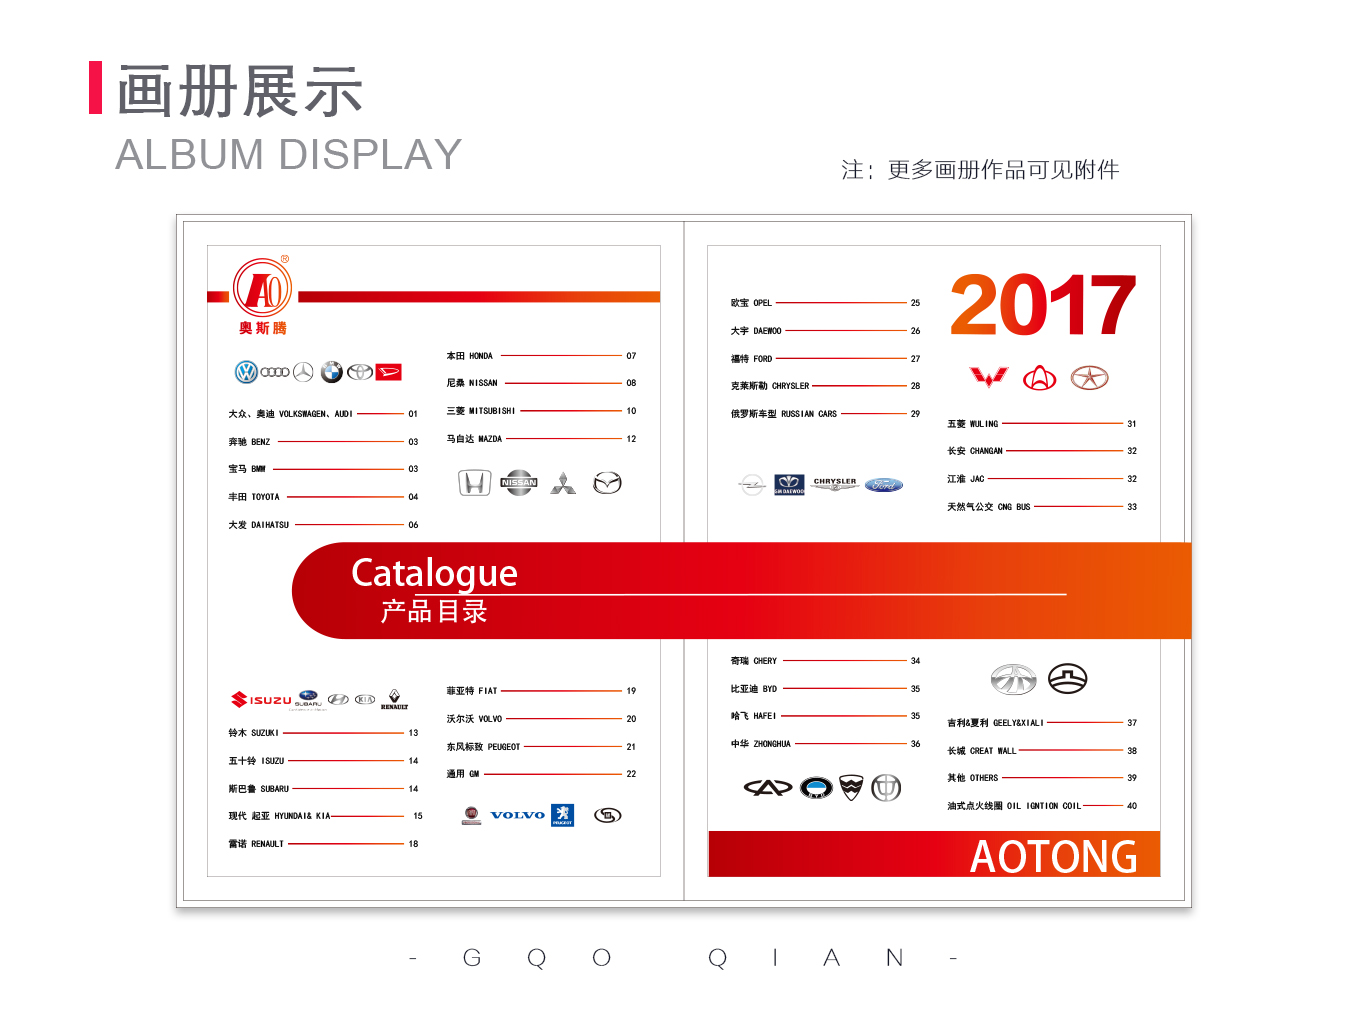 画册展示
ALBUM DISPLAY
注：更多画册作品可见附件
AO®
奥斯腾
大众、奥迪 VOLKSWAGEN、AUDI 01
奔驰 BENZ 03
宝马 BMW 03
丰田 TOYOTA 04
大发 DAIHATSU 06
本田 HONDA 07
尼桑 NISSAN 08
三菱 MITSUBISHI 10
马自达 MAZDA 12
NISSAN
欧宝 OPEL 25
大宇 DAEWOO 26
福特 FORD 27
克莱斯勒 CHRYSLER 28
俄罗斯车型 RUSSIAN CARS 29
GM DAEWOO
CHRYSLER
Ford
2017
五菱 WULING 31
长安 CHANGAN 32
江淮 JAC 32
天然气公交 CNG BUS 33
Catalogue
产品目录
ISUZU
SUBARU
KIA
RENAULT
铃木 SUZUKI 13
五十铃 ISUZU 14
斯巴鲁 SUBARU 14
现代 起亚 HYUNDAI& KIA 15
雷诺 RENAULT 18
菲亚特 FIAT 19
沃尔沃 VOLVO 20
东风标致 PEUGEOT 21
通用 GM 22
VOLVO
PEUGEOT
奇瑞 CHERY 34
比亚迪 BYD 35
哈飞 HAFEI 35
中华 ZHONGHUA 36
BYD
吉利&夏利 GEELY&XIALI 37
长城 CREAT WALL 38
其他 OTHERS 39
油式点火线圈 OIL IGNTION COIL 40
AOTONG
- GQO QIAN -